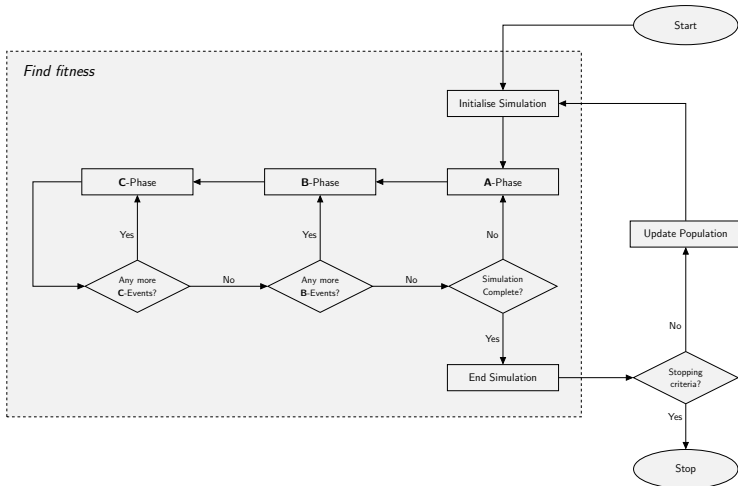 Start
Find fitness
Initialise Simulation
C-Phase
B-Phase
A-Phase
Yes
Yes
No
Update Population
Any more
C-Events?
No
Any more
B-Events?
No
Simulation
Complete?
Yes
No
End Simulation
Stopping
criteria?
Yes
Stop